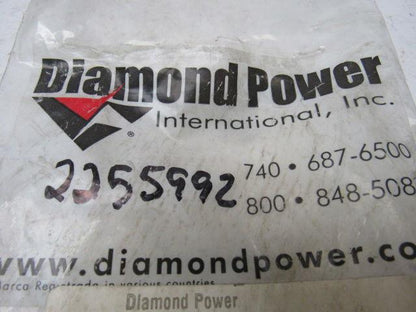 Diamond Power
International, Inc.
®
2255992
740 • 687-6500
800 • 848-508
www.diamondpower.co
Marca Registrada in various countries
Diamond Power